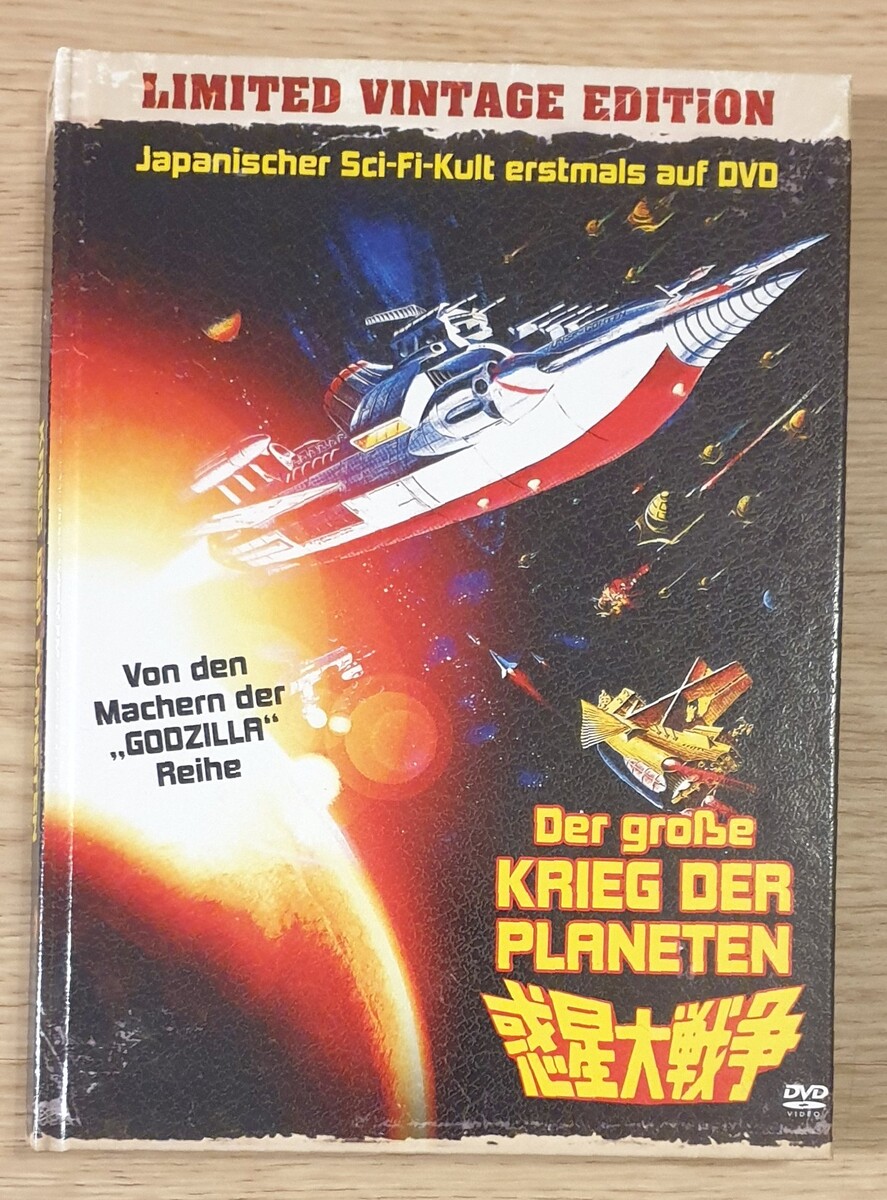 LIMITED VINTAGE EDITION
Japanischer Sci-Fi-Kult erstmals auf DVD
Von den
Machern der
„GODZILLA“
Reihe
Der große
KRIEG DER
PLANETEN
惑星大戦争
DVD
VIDEO